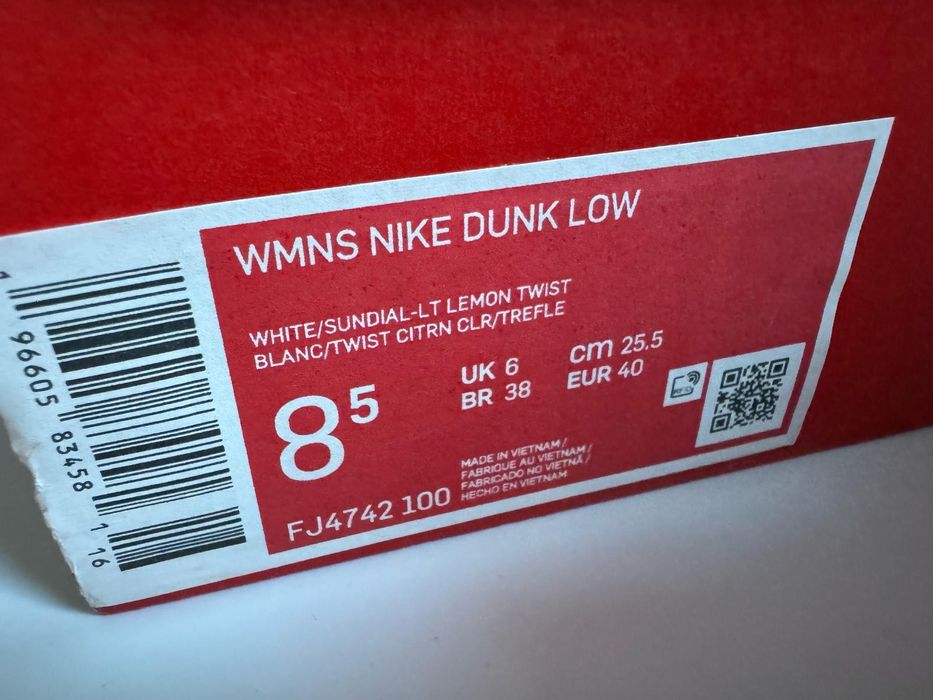 WMNS NIKE DUNK LOW
WHITE/SUNDIAL-LT LEMON TWIST
BLANC/TWIST CITRN CLR/TREFLE
8⁵
UK 6
BR 38
cm 25.5
EUR 40
MADE IN VIETNAM /
FABRIQUE AU VIETNAM /
FABRICADO NO VIETNÃ /
HECHO EN VIETNAM
FJ4742 100
96605 83458 1 16